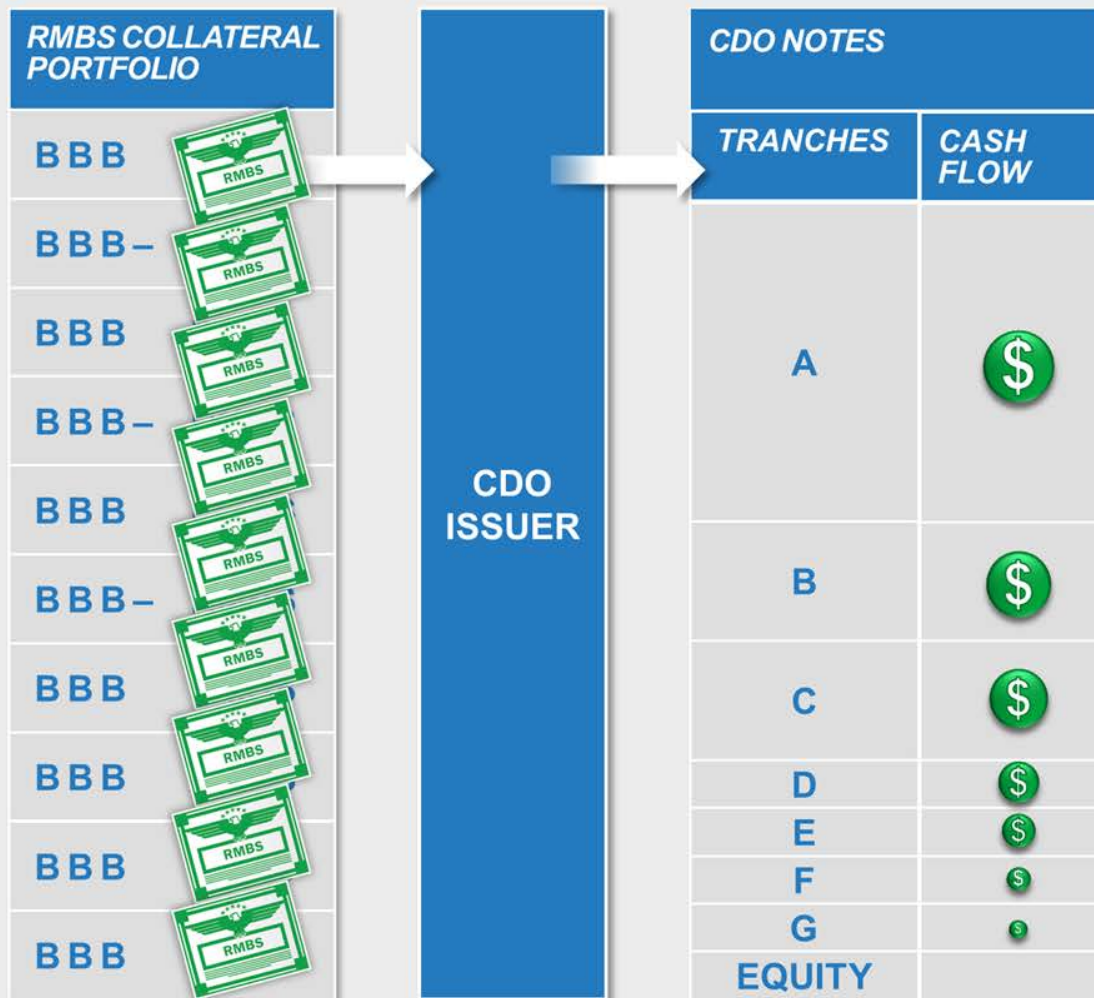 RMBS COLLATERAL
PORTFOLIO
BBB
RMBS
BBB–
RMBS
BBB
RMBS
BBB–
RMBS
BBB
RMBS
BBB–
RMBS
BBB
RMBS
BBB
RMBS
BBB
RMBS
BBB
CDO
ISSUER
CDO NOTES
TRANCHES
CASH
FLOW
A
$
B
$
C
$
D
$
E
$
F
$
G
$
EQUITY